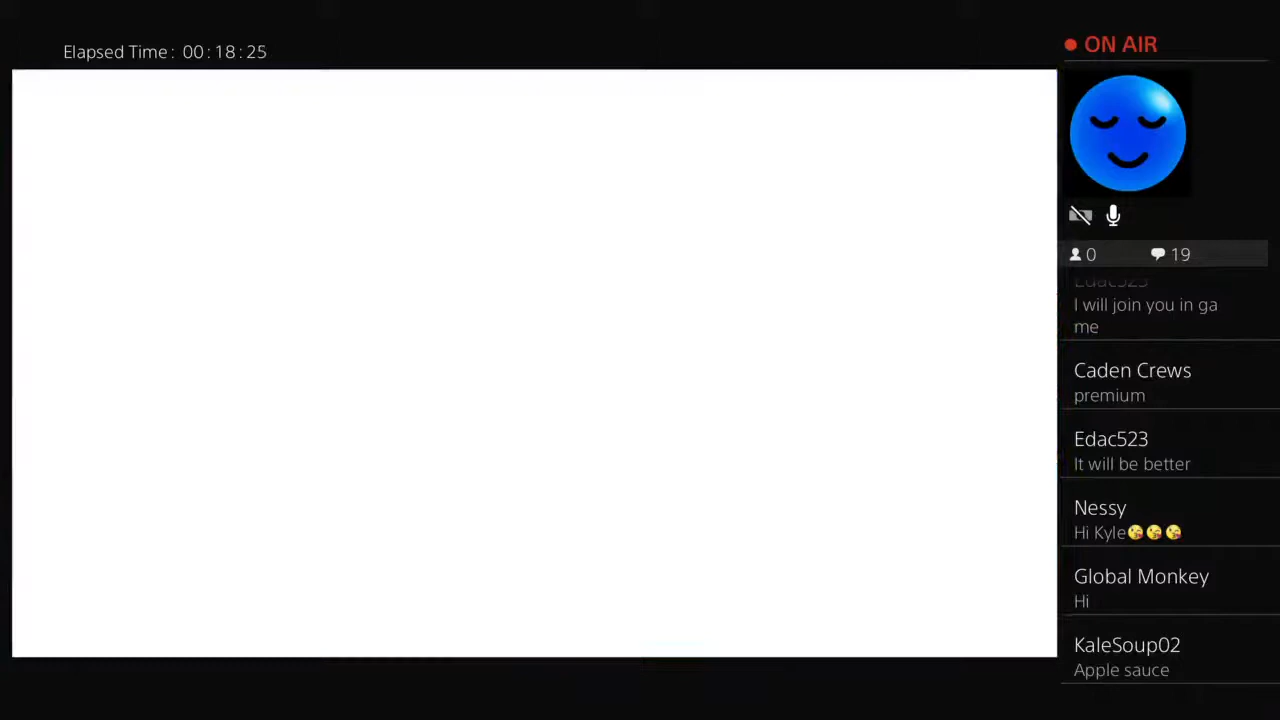 Elapsed Time: 00:18:25
ON AIR
0 19
Edac523
I will join you in ga
me
Caden Crews
premium
Edac523
It will be better
Nessy
Hi Kyle😘😘😘
Global Monkey
Hi
KaleSoup02
Apple sauce